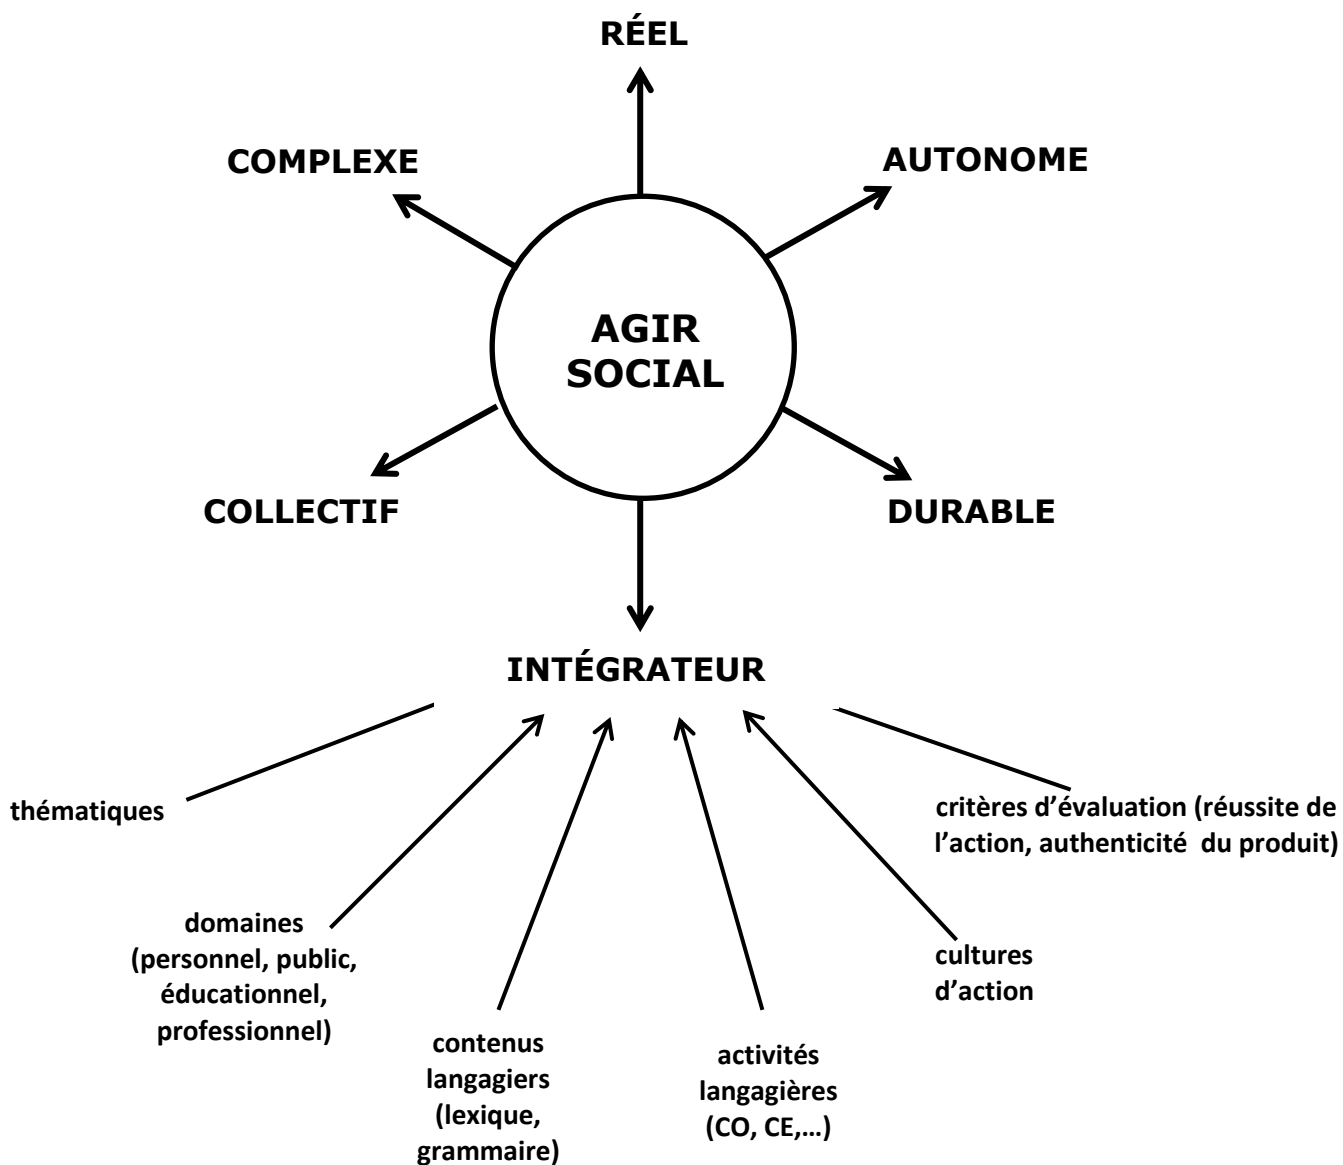 RÉEL
COMPLEXE
AUTONOME
AGIR
SOCIAL
COLLECTIF
DURABLE
INTÉGRATEUR
thématiques
critères d’évaluation (réussite de
l’action, authenticité du produit)
domaines
(personnel, public,
éducationnel,
professionnel)
cultures
d’action
contenus
langagiers
(lexique,
grammaire)
activités
langagières
(CO, CE,…)